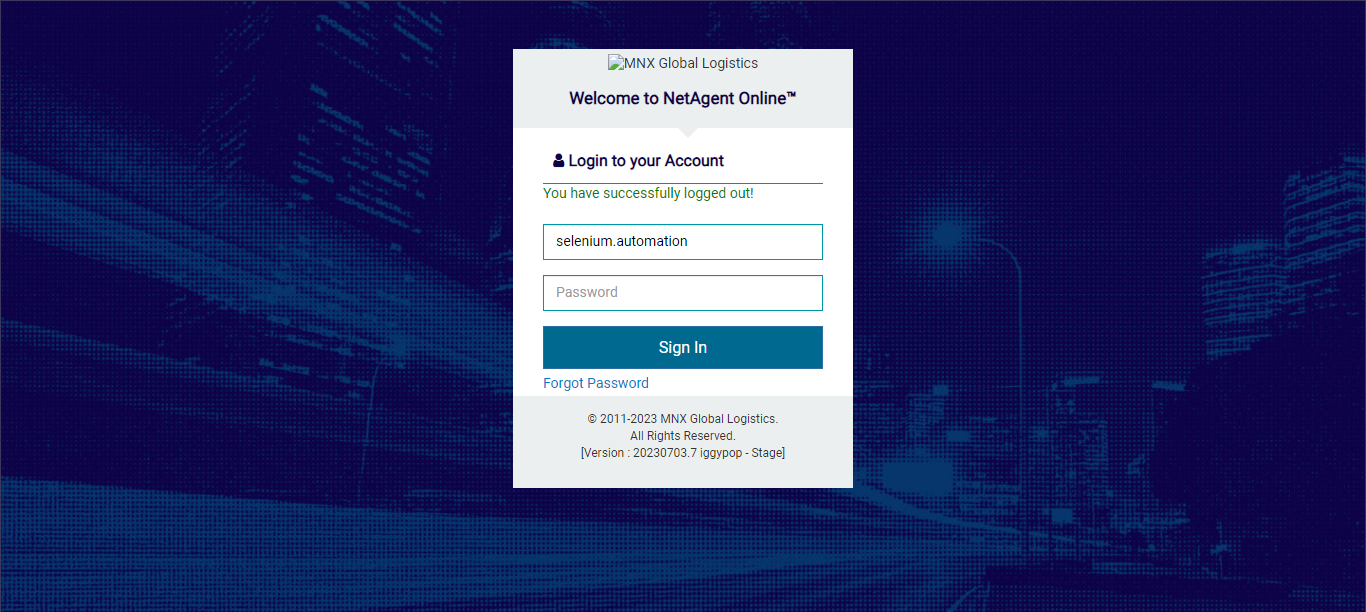 MNX Global Logistics
Welcome to NetAgent Online™
Login to your Account
You have successfully logged out!
selenium.automation
Password
Sign In
Forgot Password
© 2011-2023 MNX Global Logistics.
All Rights Reserved.
[Version : 20230703.7 iggypop - Stage]